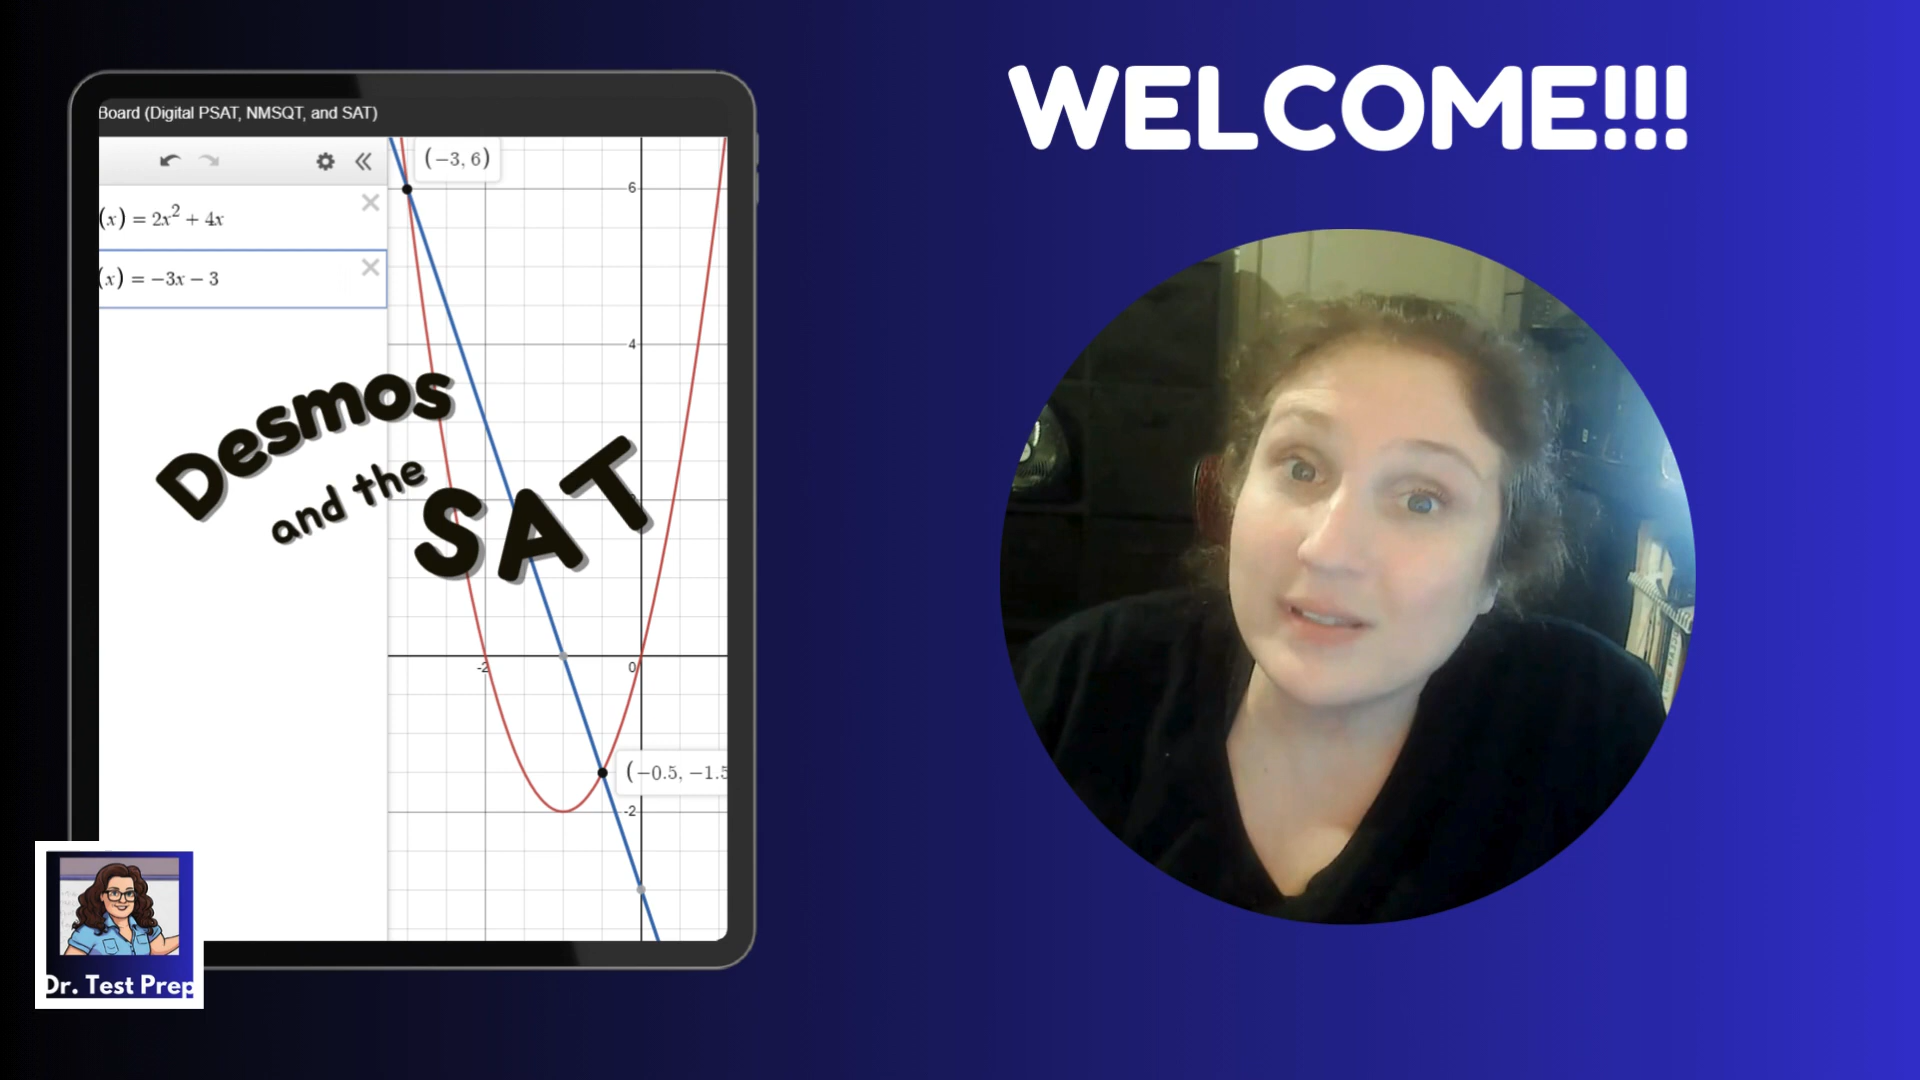 Board (Digital PSAT, NMSQT, and SAT)
(x) = 2x² + 4x
(x) = −3x − 3
(−3, 6)
6
4
-2
0
(−0.5, −1.5
-2
Desmos
and the
SAT
WELCOME!!!
Dr. Test Prep